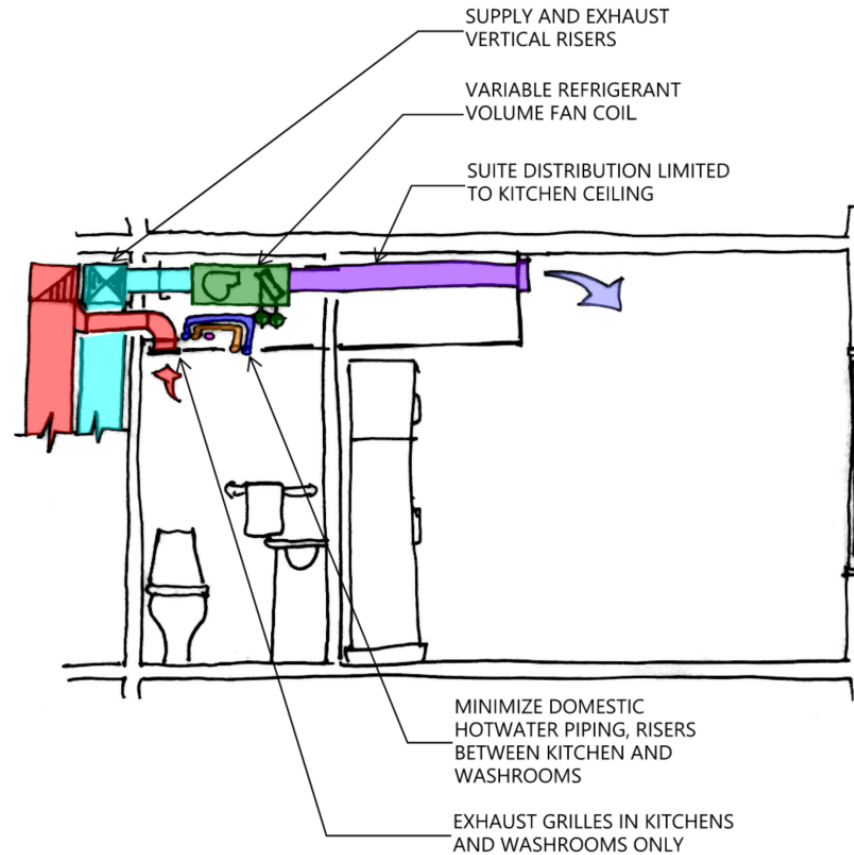 SUPPLY AND EXHAUST
VERTICAL RISERS
VARIABLE REFRIGERANT
VOLUME FAN COIL
SUITE DISTRIBUTION LIMITED
TO KITCHEN CEILING
MINIMIZE DOMESTIC
HOTWATER PIPING, RISERS
BETWEEN KITCHEN AND
WASHROOMS
EXHAUST GRILLES IN KITCHENS
AND WASHROOMS ONLY